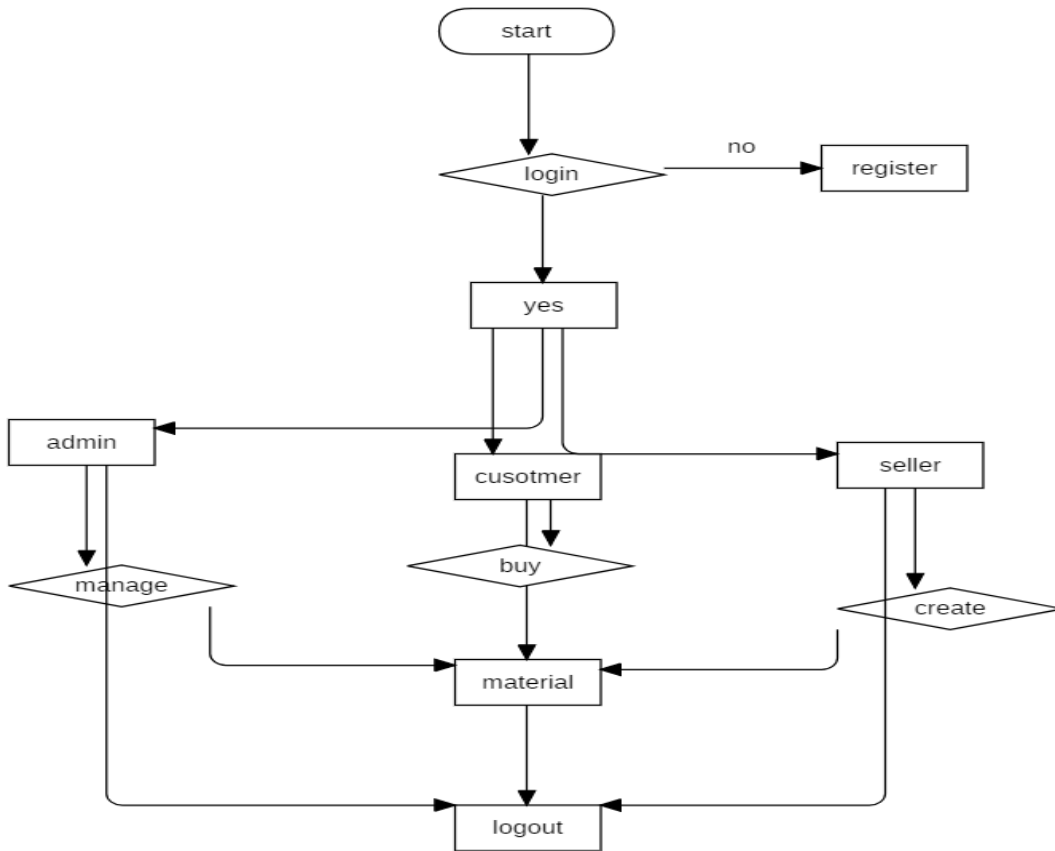 start
login
no
register
yes
admin
cusotmer
seller
manage
buy
create
material
logout